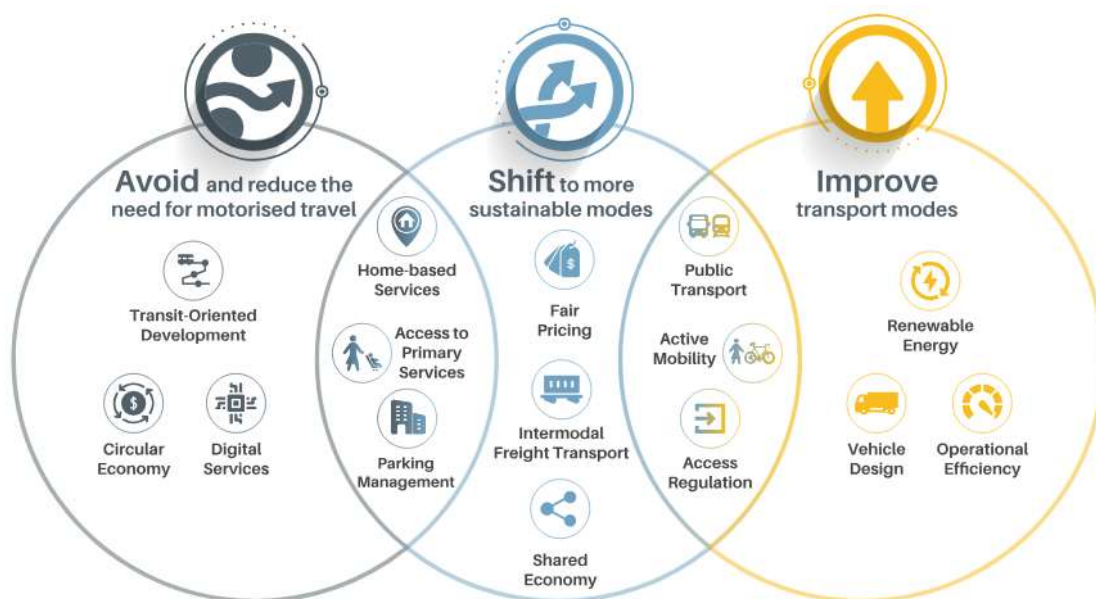 Avoid and reduce the
need for motorised travel
Transit-Oriented
Development
Circular
Economy
Digital
Services
Home-based
Services
Access to
Primary
Services
Parking
Management
Shift to more
sustainable modes
Fair
Pricing
Intermodal
Freight Transport
Shared
Economy
Public
Transport
Active
Mobility
Access
Regulation
Improve
transport modes
Renewable
Energy
Vehicle
Design
Operational
Efficiency